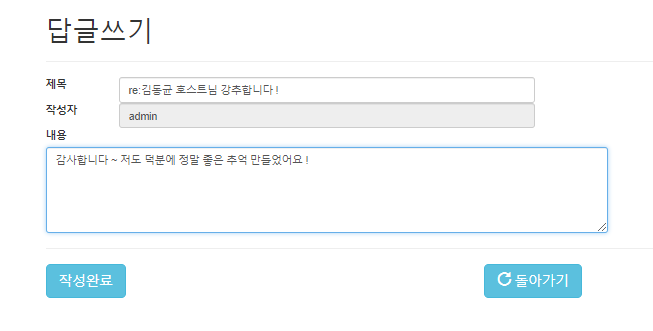 답글쓰기
제목
re:김동균 호스트님 강추합니다 !
작성자
admin
내용
감사합니다 ~ 저도 덕분에 정말 좋은 추억 만들었어요 !
작성완료
돌아가기